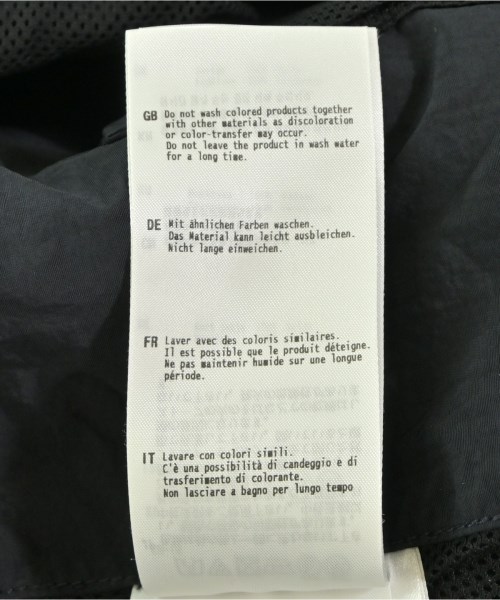 GB Do not wash colored products together
with other materials as discoloration
or color-transfer may occur.
Do not leave the product in wash water
for a long time.
DE Mit ähnlichen Farben waschen.
Das Material kann leicht ausbleichen.
Nicht lange einweichen.
FR Laver avec des coloris similaires.
Il est possible que le produit déteigne.
Ne pas maintenir humide sur une longue
période.
IT Lavare con colori simili.
C'è una possibilità di candeggio e di
trasferimento di colorante.
Non lasciare a bagno per lungo tempo